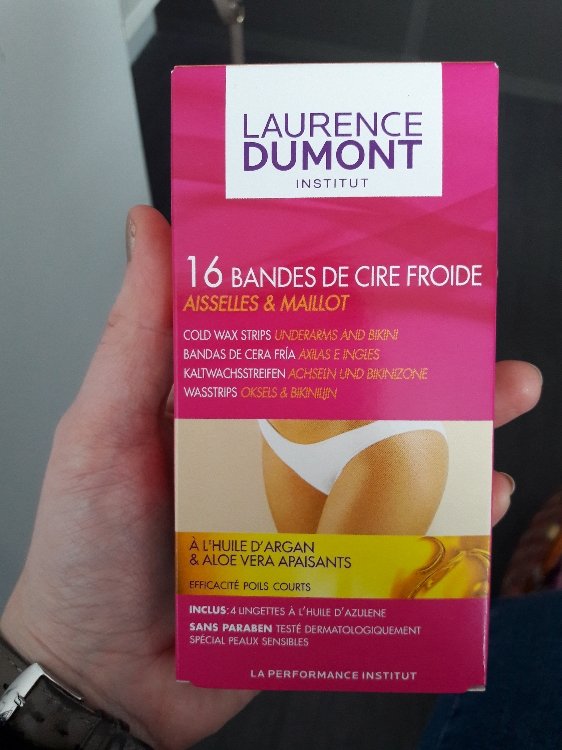 LAURENCE
DUMONT
INSTITUT
16 BANDES DE CIRE FROIDE
AISSELLES & MAILLOT
COLD WAX STRIPS UNDERARMS AND BIKINI
BANDAS DE CERA FRÍA AXILAS E INGLES
KALTWACHSSTREIFEN ACHSELN UND BIKINIZONE
WASSTRIPS OKSELS & BIKINILIJN
À L'HUILE D'ARGAN
& ALOE VERA APAISANTS
EFFICACITÉ POILS COURTS
INCLUS: 4 LINGETTES À L'HUILE D'AZULENE
SANS PARABEN TESTÉ DERMATOLOGIQUEMENT
SPÉCIAL PEAUX SENSIBLES
LA PERFORMANCE INSTITUT